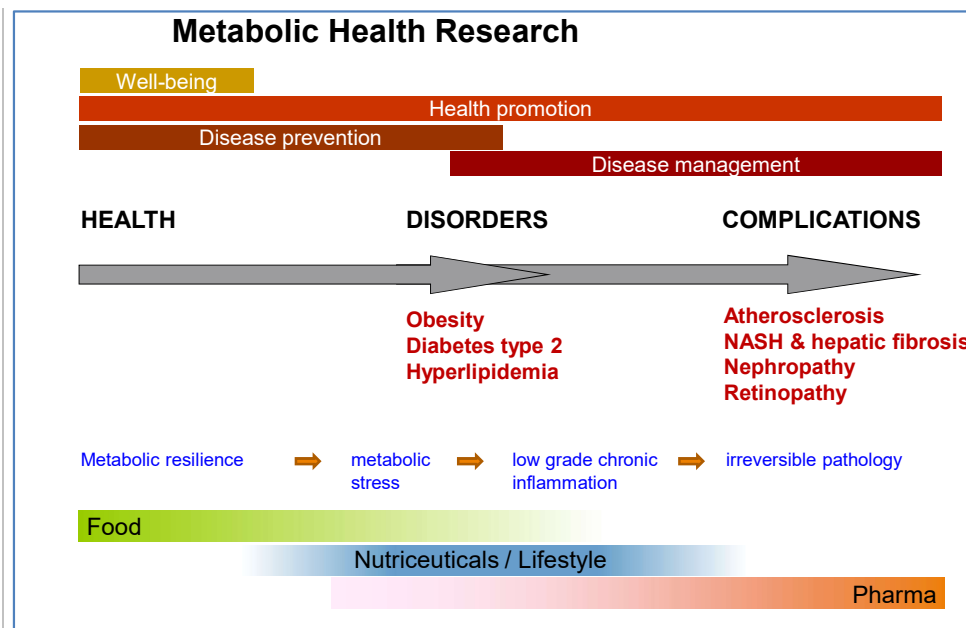 Metabolic Health Research
Well-being
Health promotion
Disease prevention
Disease management
HEALTH
DISORDERS
COMPLICATIONS
Obesity
Diabetes type 2
Hyperlipidemia
Atherosclerosis
NASH & hepatic fibrosis
Nephropathy
Retinopathy
Metabolic resilience
metabolic
stress
low grade chronic
inflammation
irreversible pathology
Food
Nutriceuticals / Lifestyle
Pharma